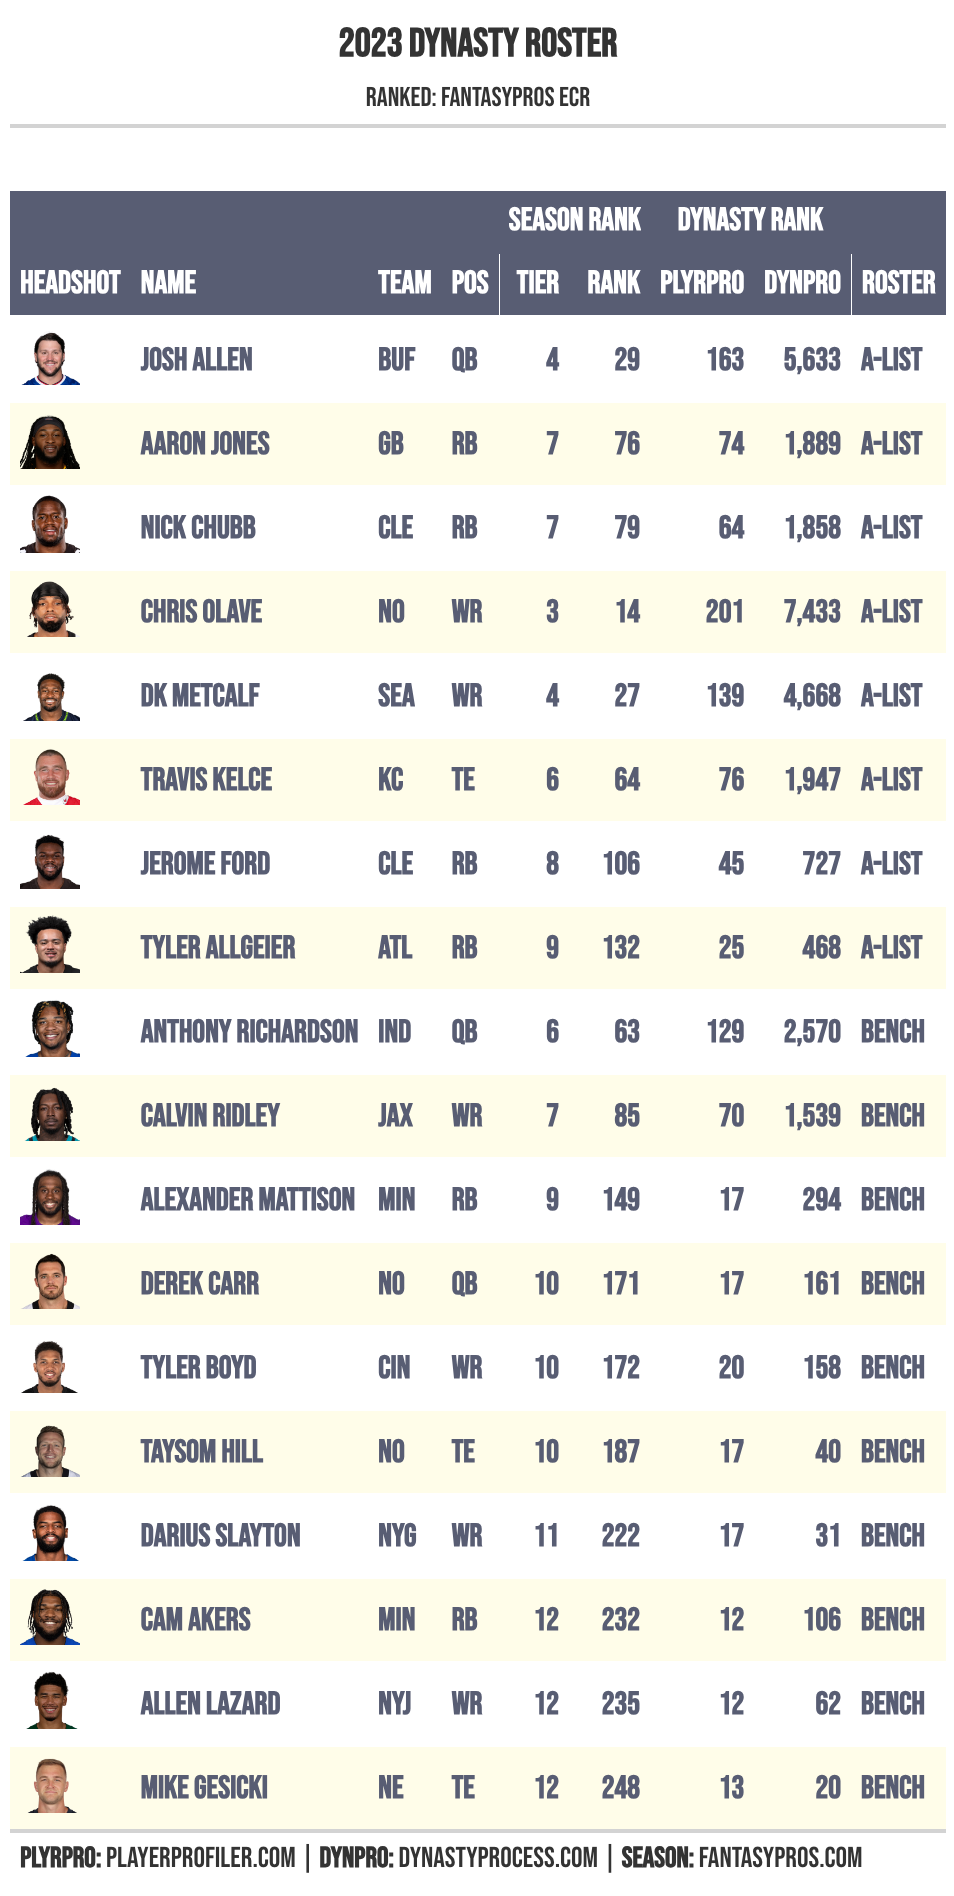 2023 DYNASTY ROSTER
RANKED: FANTASYPROS ECR
SEASON RANK DYNASTY RANK
HEADSHOT NAME TEAM POS TIER RANK PLYRPRO DYNPRO ROSTER
JOSH ALLEN BUF QB 4 29 163 5,633 A-LIST
AARON JONES GB RB 7 76 74 1,889 A-LIST
NICK CHUBB CLE RB 7 79 64 1,858 A-LIST
CHRIS OLAVE NO WR 3 14 201 7,433 A-LIST
DK METCALF SEA WR 4 27 139 4,668 A-LIST
TRAVIS KELCE KC TE 6 64 76 1,947 A-LIST
JEROME FORD CLE RB 8 106 45 727 A-LIST
TYLER ALLGEIER ATL RB 9 132 25 468 A-LIST
ANTHONY RICHARDSON IND QB 6 63 129 2,570 BENCH
CALVIN RIDLEY JAX WR 7 85 70 1,539 BENCH
ALEXANDER MATTISON MIN RB 9 149 17 294 BENCH
DEREK CARR NO QB 10 171 17 161 BENCH
TYLER BOYD CIN WR 10 172 20 158 BENCH
TAYSOM HILL NO TE 10 187 17 40 BENCH
DARIUS SLAYTON NYG WR 11 222 17 31 BENCH
CAM AKERS MIN RB 12 232 12 106 BENCH
ALLEN LAZARD NYJ WR 12 235 12 62 BENCH
MIKE GESICKI NE TE 12 248 13 20 BENCH
PLYRPRO: PLAYERPROFILER.COM | DYNPRO: DYNASTYPROCESS.COM | SEASON: FANTASYPROS.COM